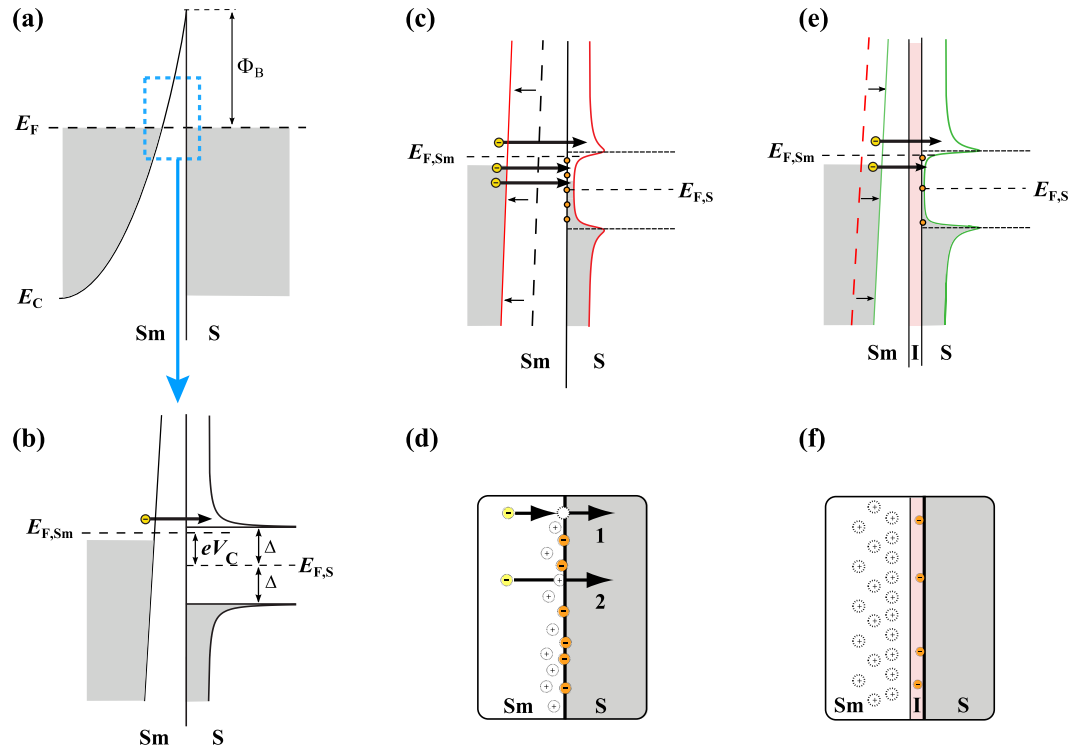 (a)
Φ_B
E_F
E_C
Sm S
(b)
E_F,Sm
eV_C
Δ
E_F,S
Δ
Sm S
(c)
E_F,Sm
E_F,S
Sm S
(d)
1
2
Sm S
(e)
E_F,Sm
E_F,S
Sm I S
(f)
Sm I S